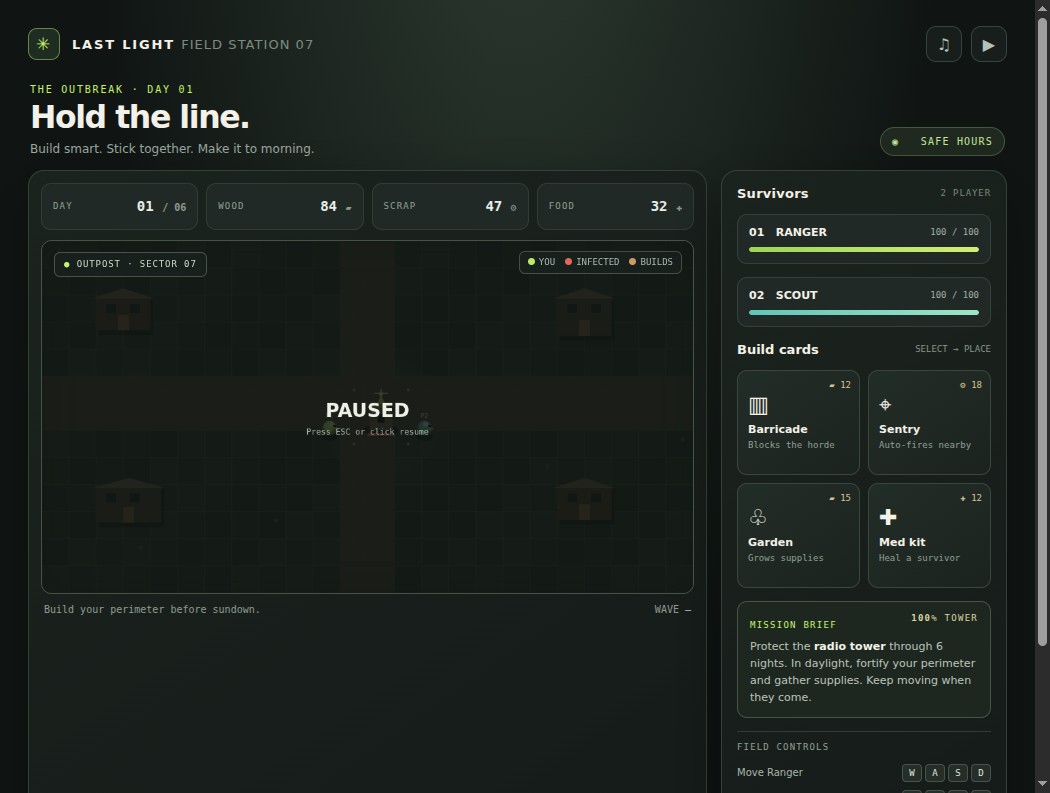 LAST LIGHT FIELD STATION 07
THE OUTBREAK · DAY 01
Hold the line.
Build smart. Stick together. Make it to morning.
SAFE HOURS
DAY 01 / 06
WOOD 84
SCRAP 47
FOOD 32
OUTPOST · SECTOR 07
YOU INFECTED BUILDS
PAUSED
Press ESC or click resume
Build your perimeter before sundown.
WAVE —
Survivors 2 PLAYER
01 RANGER 100 / 100
02 SCOUT 100 / 100
Build cards SELECT → PLACE
12
Barricade
Blocks the horde
18
Sentry
Auto-fires nearby
15
Garden
Grows supplies
12
Med kit
Heal a survivor
MISSION BRIEF 100% TOWER
Protect the radio tower through 6
nights. In daylight, fortify your perimeter
and gather supplies. Keep moving when
they come.
FIELD CONTROLS
Move Ranger W A S D